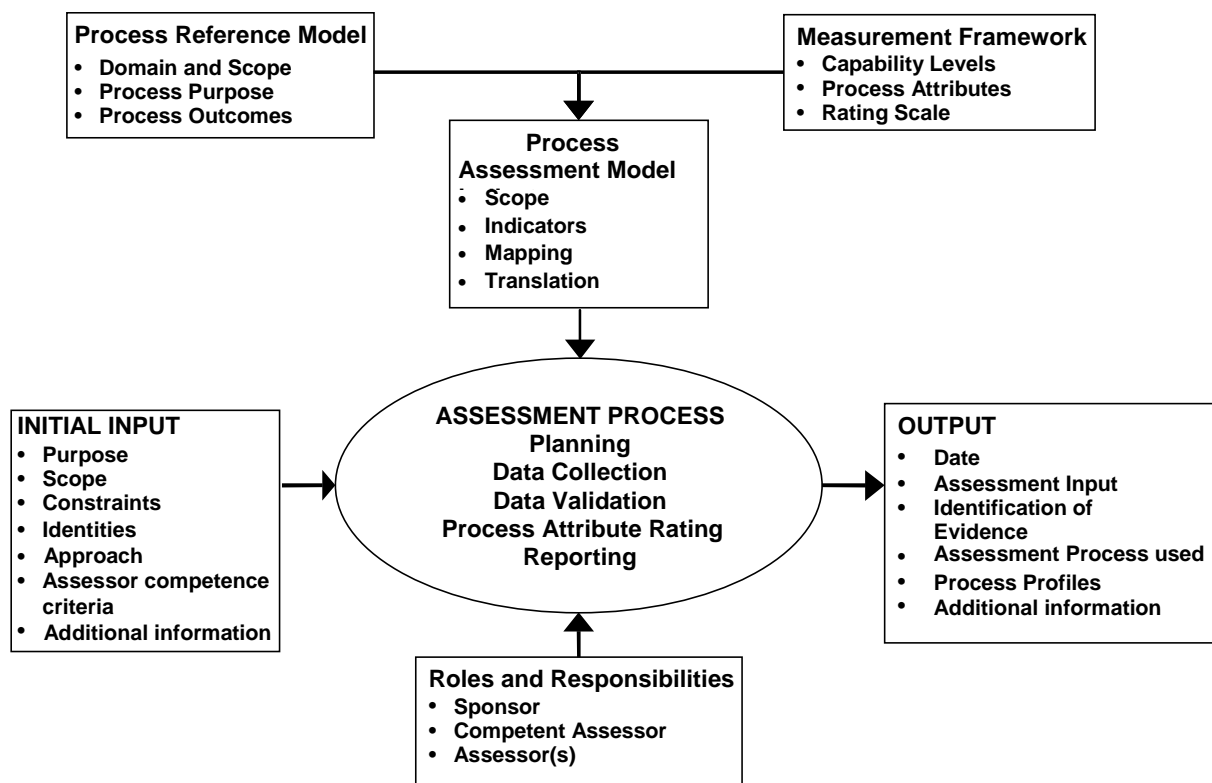 Process Reference Model
• Domain and Scope
• Process Purpose
• Process Outcomes
Measurement Framework
• Capability Levels
• Process Attributes
• Rating Scale
Process
Assessment Model
• Scope
• Indicators
• Mapping
• Translation
INITIAL INPUT
• Purpose
• Scope
• Constraints
• Identities
• Approach
• Assessor competence
criteria
• Additional information
ASSESSMENT PROCESS
Planning
Data Collection
Data Validation
Process Attribute Rating
Reporting
OUTPUT
• Date
• Assessment Input
• Identification of
Evidence
• Assessment Process used
• Process Profiles
• Additional information
Roles and Responsibilities
• Sponsor
• Competent Assessor
• Assessor(s)